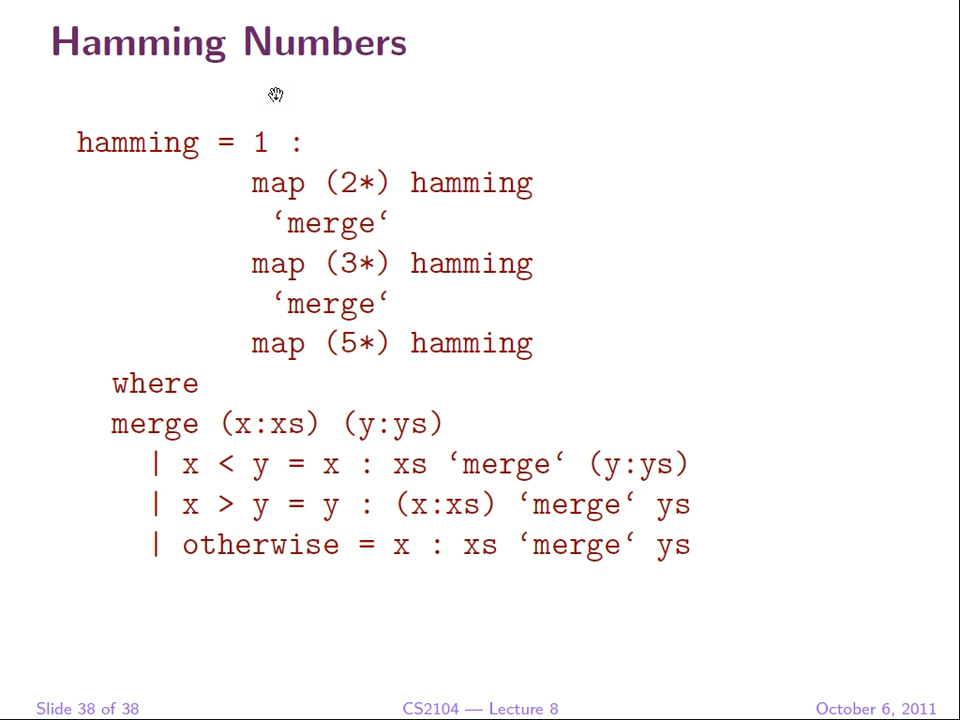 Hamming Numbers
hamming = 1 :
map (2*) hamming
‘merge‘
map (3*) hamming
‘merge‘
map (5*) hamming
where
merge (x:xs) (y:ys)
| x < y = x : xs ‘merge‘ (y:ys)
| x > y = y : (x:xs) ‘merge‘ ys
| otherwise = x : xs ‘merge‘ ys
Slide 38 of 38
CS2104 — Lecture 8
October 6, 2011